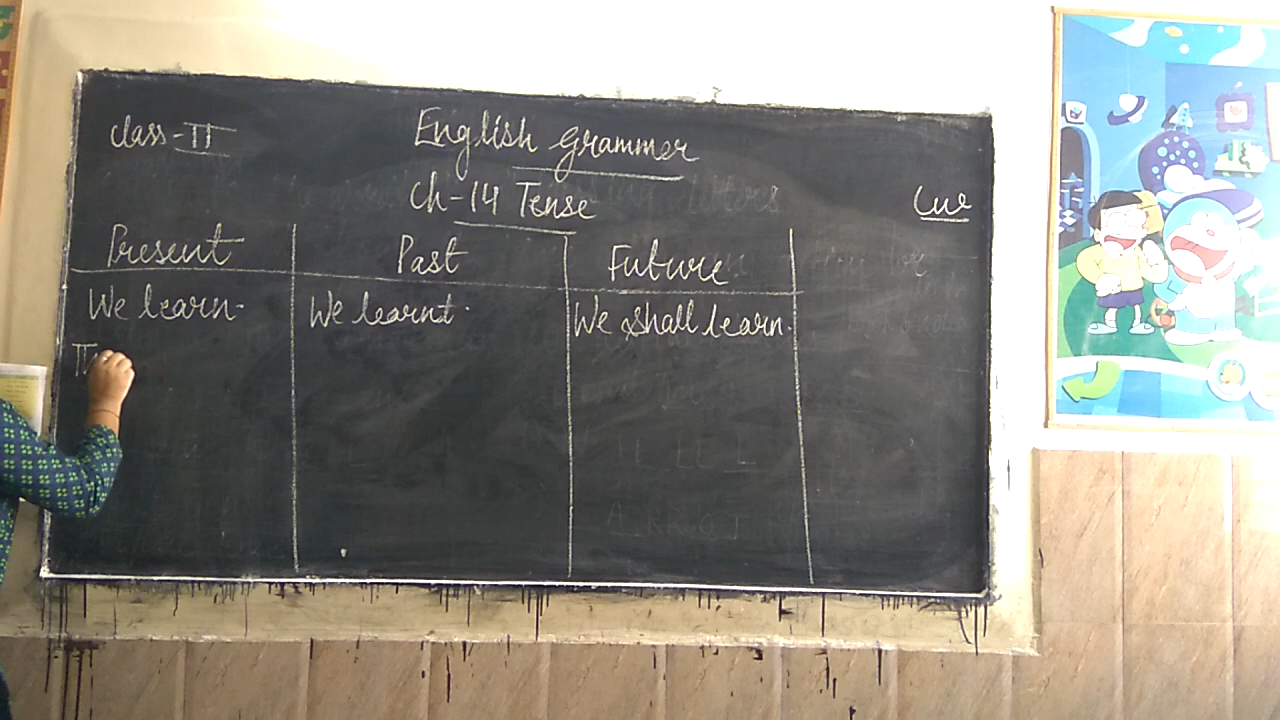 Class - II
English Grammer
Ch-14 Tense
Cw
Present Past Future
We learn. We learnt. We shall learn.